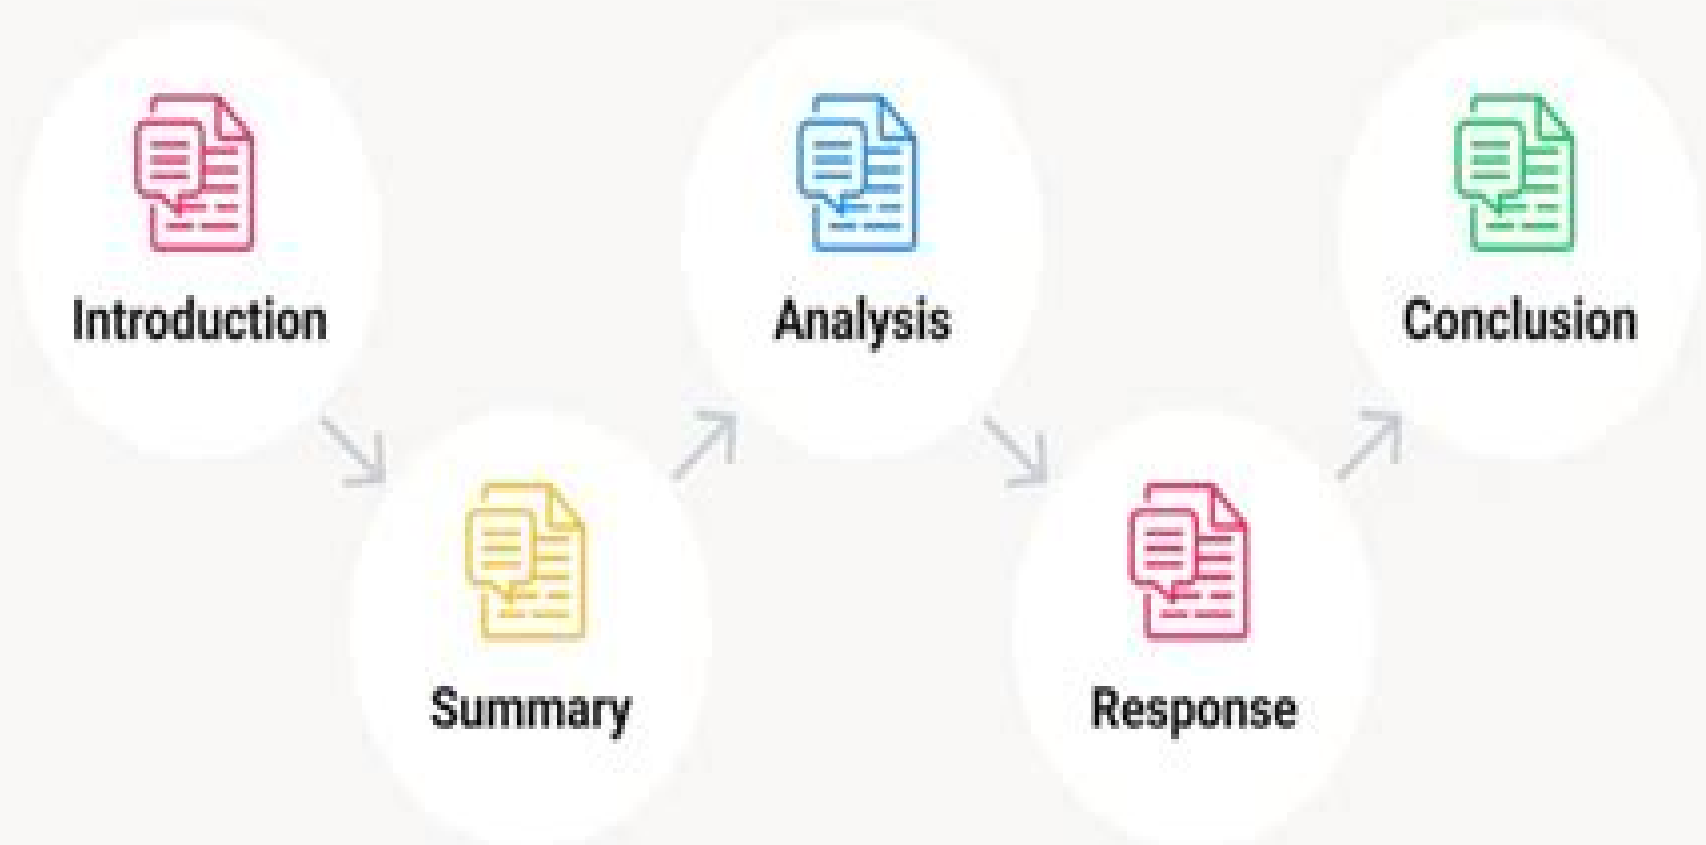 Introduction
Summary
Analysis
Response
Conclusion